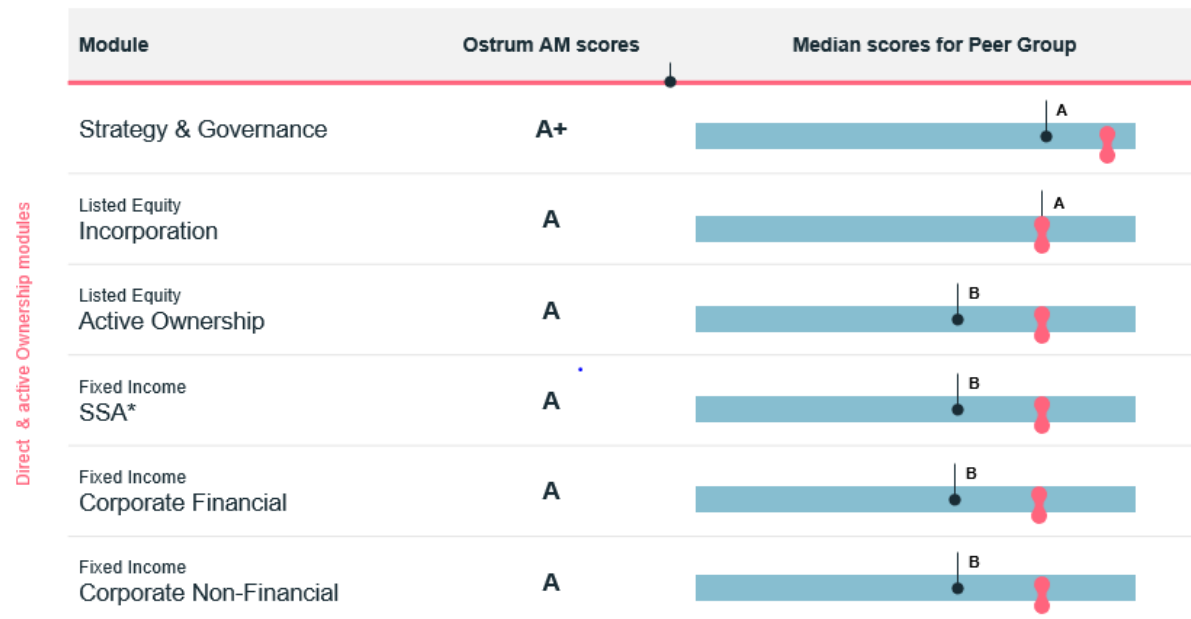 Module Ostrum AM scores Median scores for Peer Group
Strategy & Governance A+ A
Listed Equity
Incorporation A A
Listed Equity
Active Ownership A B
Fixed Income
SSA* A B
Fixed Income
Corporate Financial A B
Fixed Income
Corporate Non-Financial A B
Direct & active Ownership modules